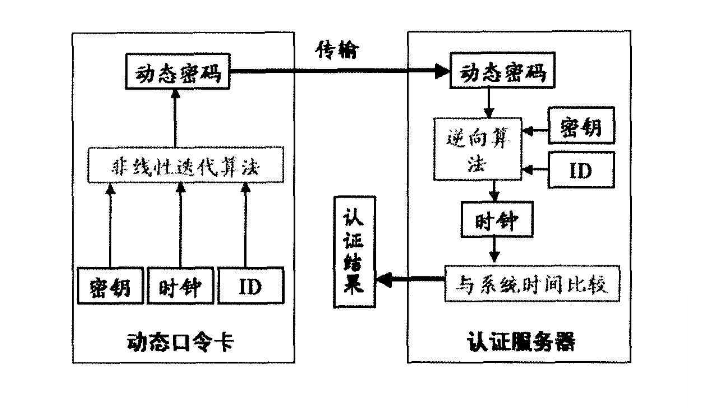 动态密码
非线性迭代算法
密钥
时钟
ID
动态口令卡
传输
动态密码
逆向算
法
密钥
ID
时钟
与系统时间比较
认证服务器
认
证
结
果